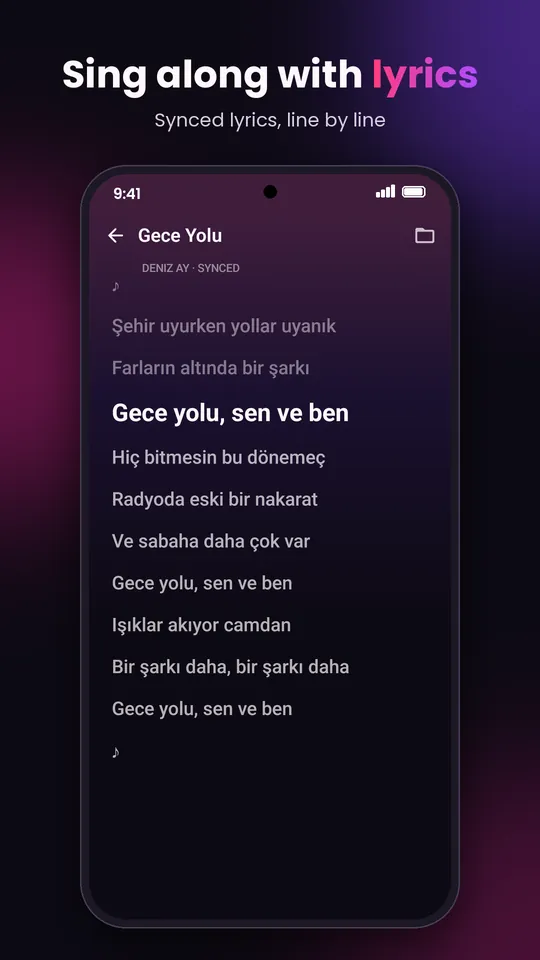 Sing along with lyrics
Synced lyrics, line by line
9:41
Gece Yolu
DENIZ AY · SYNCED
♪
Şehir uyurken yollar uyanık
Farların altında bir şarkı
Gece yolu, sen ve ben
Hiç bitmesin bu dönemeç
Radyoda eski bir nakarat
Ve sabaha daha çok var
Gece yolu, sen ve ben
Işıklar akıyor camdan
Bir şarkı daha, bir şarkı daha
Gece yolu, sen ve ben
♪